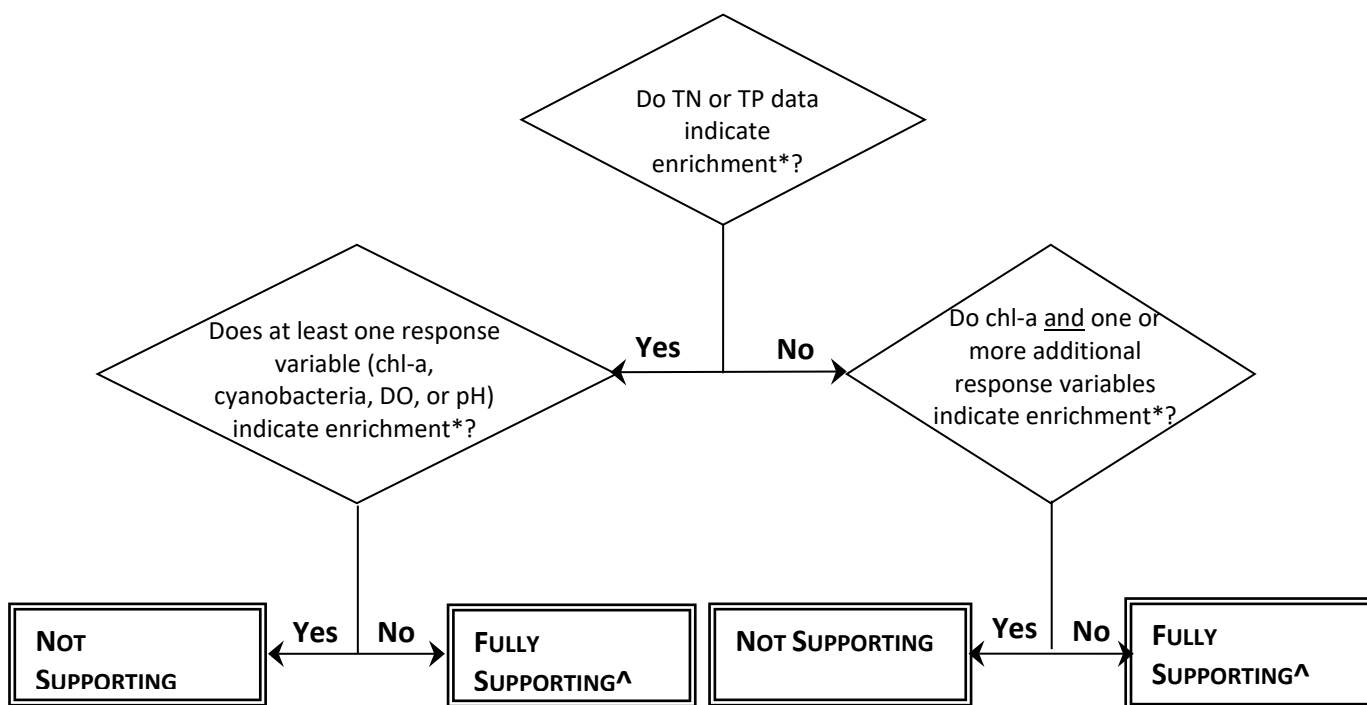 Do TN or TP data
indicate
enrichment*?
Does at least one response
variable (chl-a,
cyanobacteria, DO, or pH)
indicate enrichment*?
Yes
No
Do chl-a and one or
more additional
response variables
indicate enrichment*?
NOT
SUPPORTING
Yes
No
FULLY
SUPPORTING^
NOT SUPPORTING
Yes
No
FULLY
SUPPORTING^